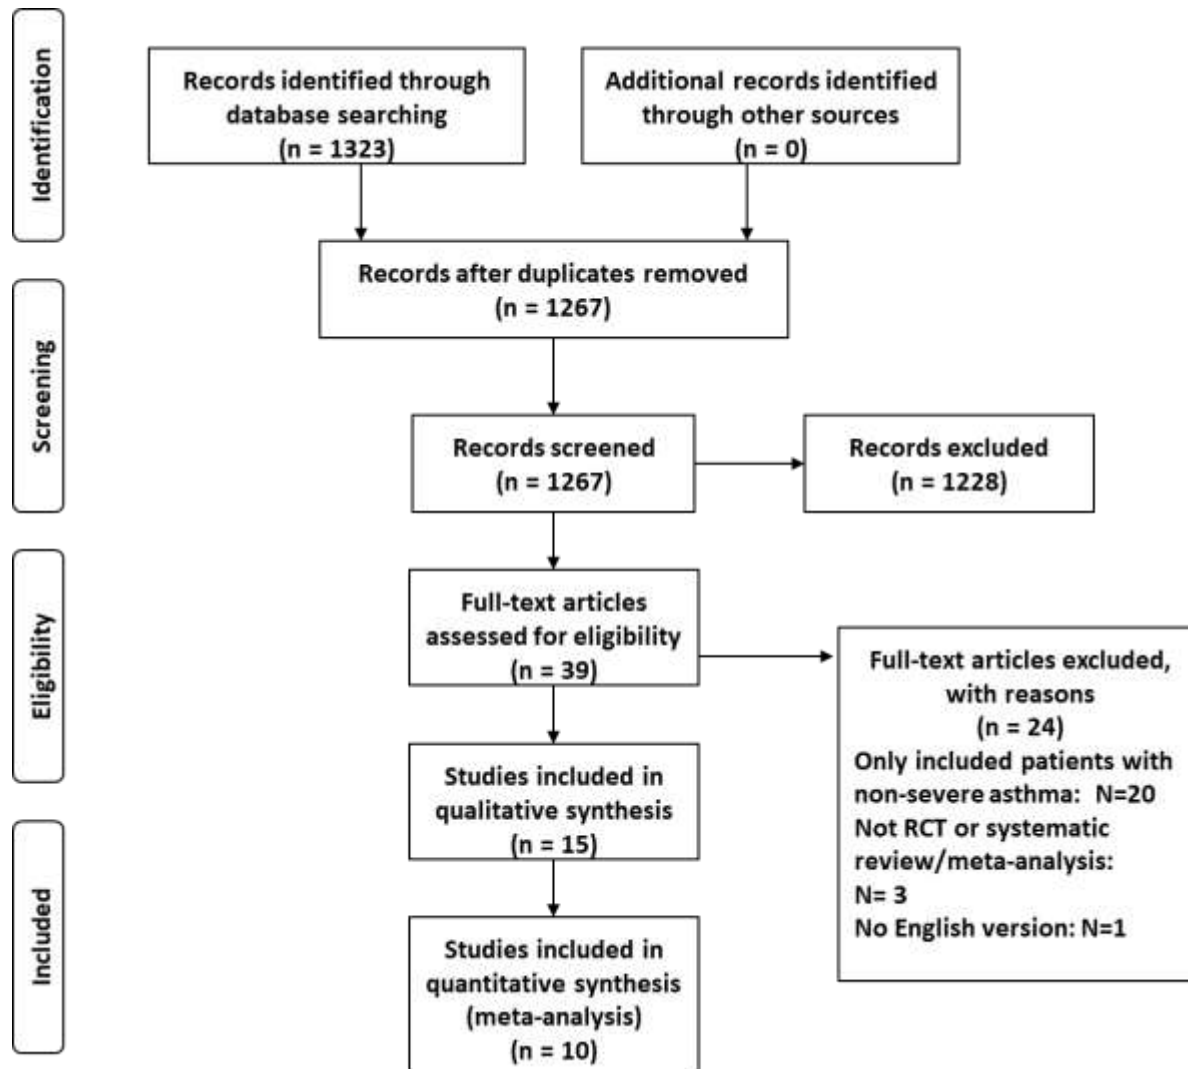 Identification
Records identified through
database searching
(n = 1323)
Additional records identified
through other sources
(n = 0)
Records after duplicates removed
(n = 1267)
Screening
Records screened
(n = 1267)
Records excluded
(n = 1228)
Eligibility
Full-text articles
assessed for eligibility
(n = 39)
Full-text articles excluded,
with reasons
(n = 24)
Only included patients with
non-severe asthma: N=20
Not RCT or systematic
review/meta-analysis:
N= 3
No English version: N=1
Studies included in
qualitative synthesis
(n = 15)
Included
Studies included in
quantitative synthesis
(meta-analysis)
(n = 10)